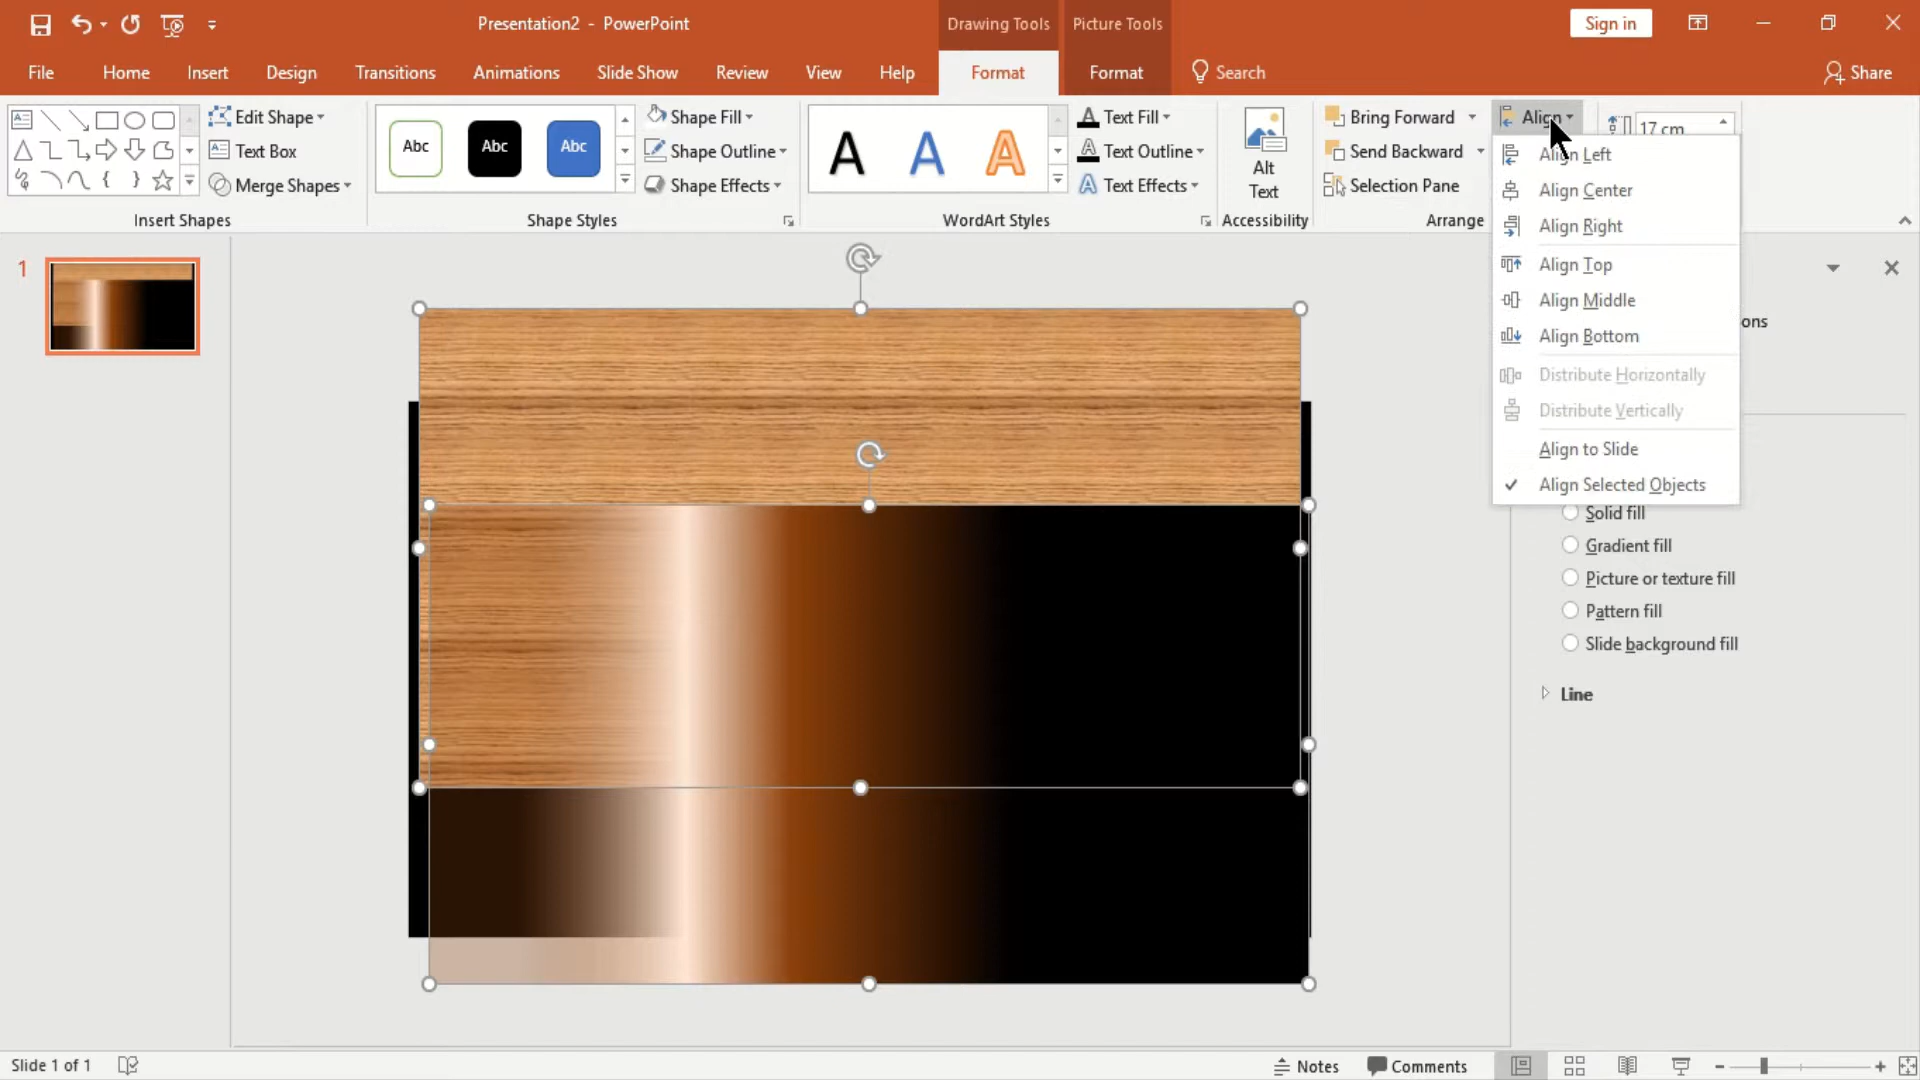 Presentation2 - PowerPoint
Drawing Tools
Picture Tools
Sign in
File
Home
Insert
Design
Transitions
Animations
Slide Show
Review
View
Help
Format
Format
Search
Share
Edit Shape
Text Box
Merge Shapes
Insert Shapes
Abc
Abc
Abc
Shape Fill
Shape Outline
Shape Effects
Shape Styles
A
A
A
Text Fill
Text Outline
Text Effects
WordArt Styles
Alt
Text
Accessibility
Bring Forward
Send Backward
Selection Pane
Arrange
Align
17 cm
Align Left
Align Center
Align Right
Align Top
Align Middle
Align Bottom
Distribute Horizontally
Distribute Vertically
Align to Slide
Align Selected Objects
ons
Solid fill
Gradient fill
Picture or texture fill
Pattern fill
Slide background fill
Line
1
Slide 1 of 1
Notes
Comments